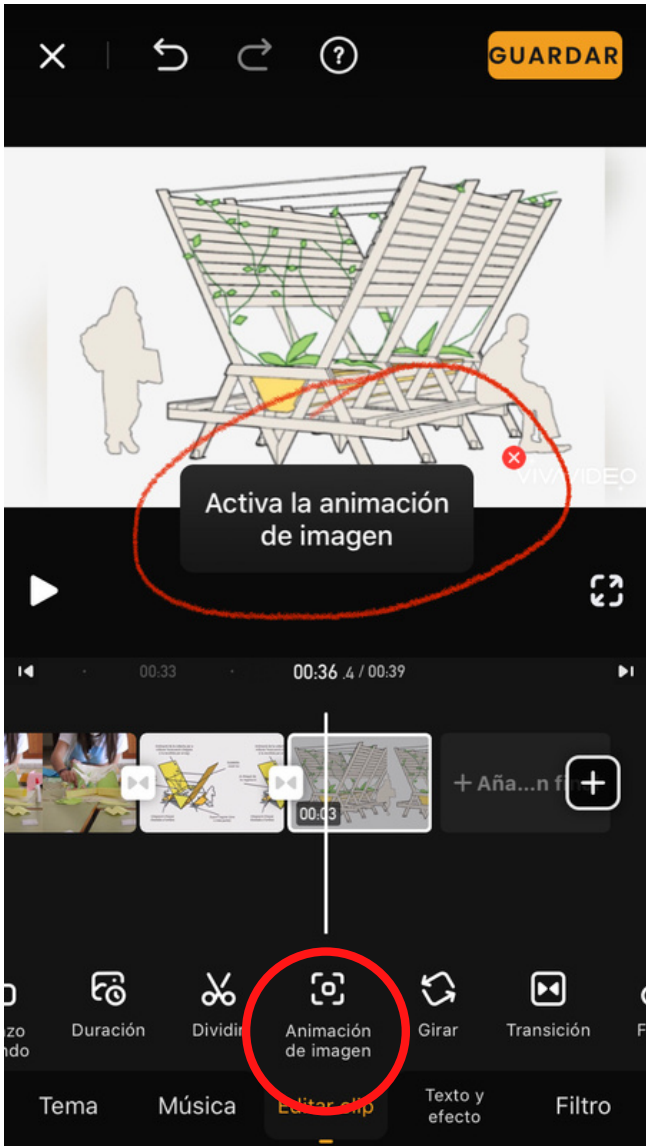 GUARDAR
VIVAVIDEO
Activa la animación
de imagen
00:33
00:36 .4 / 00:39
00:03
+ Aña...n fin
Duración
Dividir
Animación
de imagen
Girar
Transición
Tema
Música
Editar clip
Texto y
efecto
Filtro